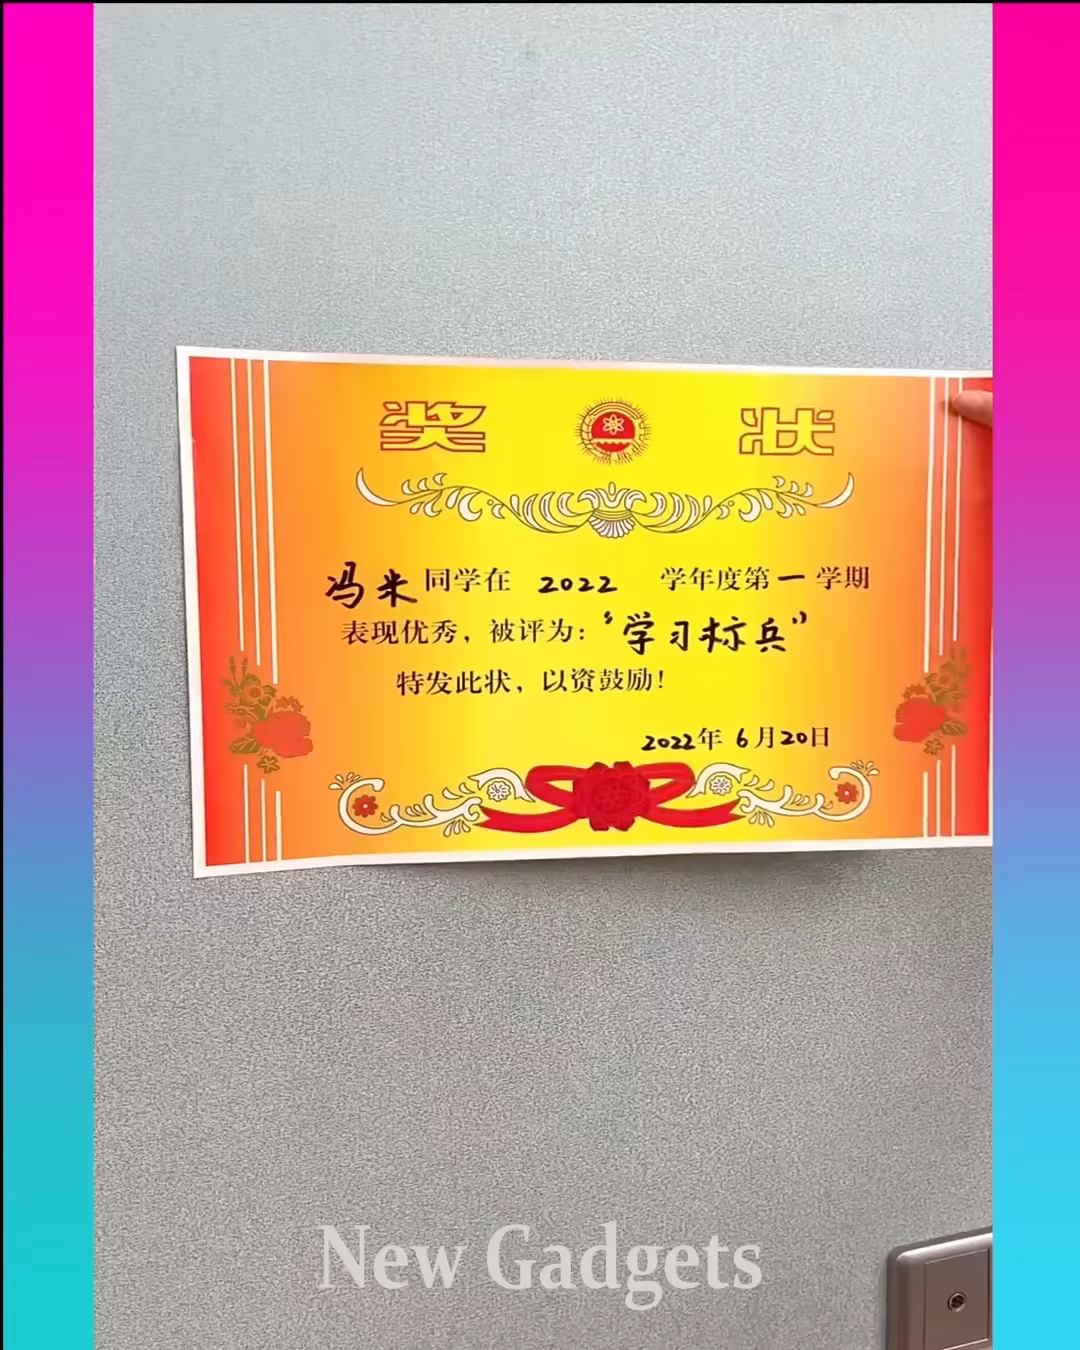 奖 状
冯米同学在 2022 学年度第一学期
表现优秀，被评为：“学习标兵”
特发此状，以资鼓励！
2022年 6月20日
New Gadgets